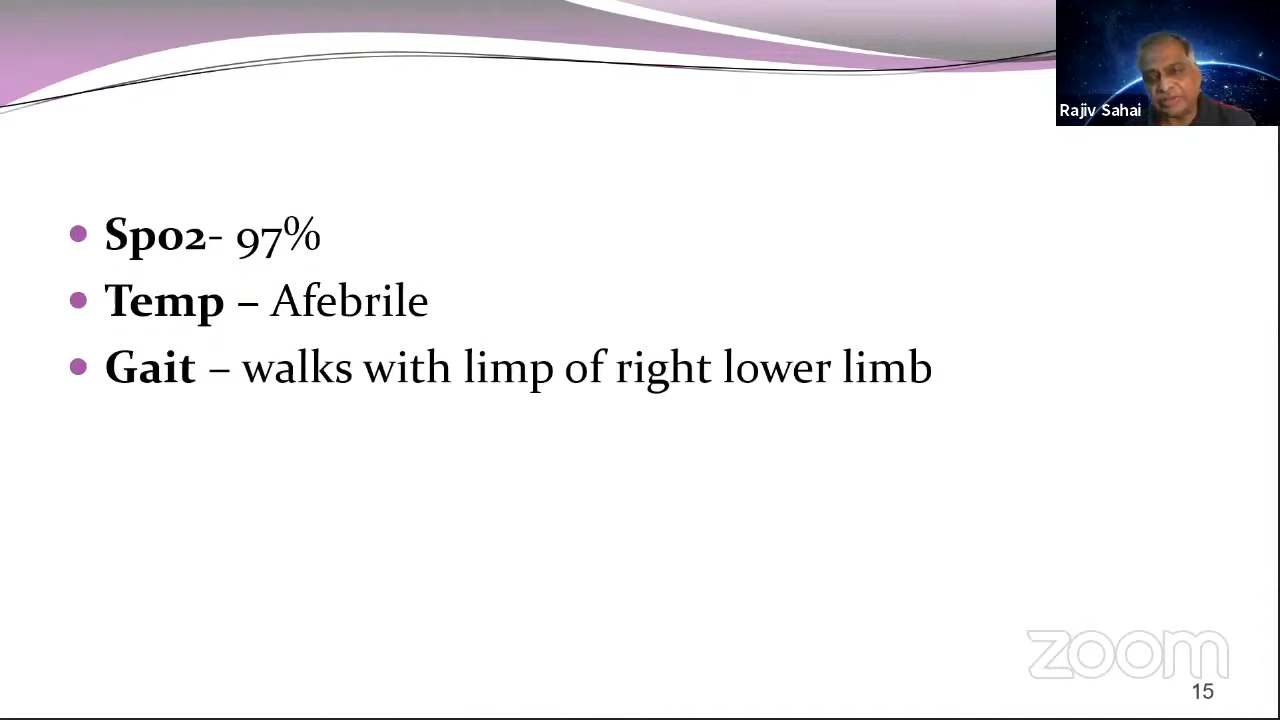 Rajiv Sahai
Spo2- 97%
Temp – Afebrile
Gait – walks with limp of right lower limb
zoom
15